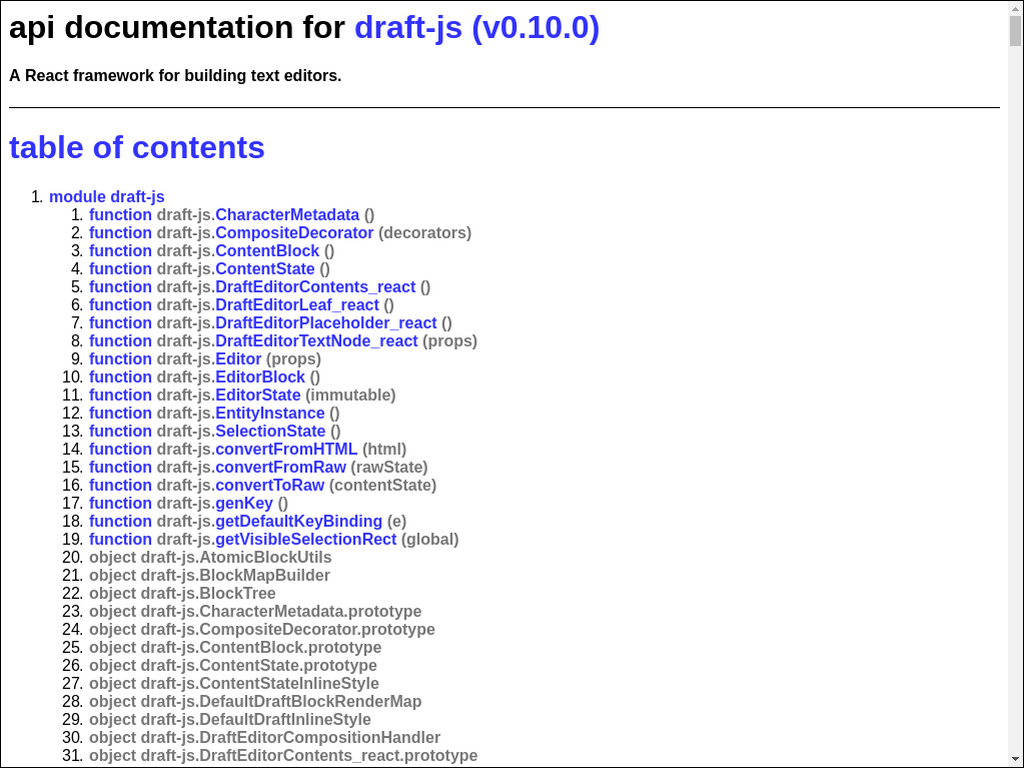 api documentation for draft-js (v0.10.0)
A React framework for building text editors.
table of contents
1. module draft-js
1. function draft-js.CharacterMetadata ()
2. function draft-js.CompositeDecorator (decorators)
3. function draft-js.ContentBlock ()
4. function draft-js.ContentState ()
5. function draft-js.DraftEditorContents_react ()
6. function draft-js.DraftEditorLeaf_react ()
7. function draft-js.DraftEditorPlaceholder_react ()
8. function draft-js.DraftEditorTextNode_react (props)
9. function draft-js.Editor (props)
10. function draft-js.EditorBlock ()
11. function draft-js.EditorState (immutable)
12. function draft-js.EntityInstance ()
13. function draft-js.SelectionState ()
14. function draft-js.convertFromHTML (html)
15. function draft-js.convertFromRaw (rawState)
16. function draft-js.convertToRaw (contentState)
17. function draft-js.genKey ()
18. function draft-js.getDefaultKeyBinding (e)
19. function draft-js.getVisibleSelectionRect (global)
20. object draft-js.AtomicBlockUtils
21. object draft-js.BlockMapBuilder
22. object draft-js.BlockTree
23. object draft-js.CharacterMetadata.prototype
24. object draft-js.CompositeDecorator.prototype
25. object draft-js.ContentBlock.prototype
26. object draft-js.ContentState.prototype
27. object draft-js.ContentStateInlineStyle
28. object draft-js.DefaultDraftBlockRenderMap
29. object draft-js.DefaultDraftInlineStyle
30. object draft-js.DraftEditorCompositionHandler
31. object draft-js.DraftEditorContents_react.prototype